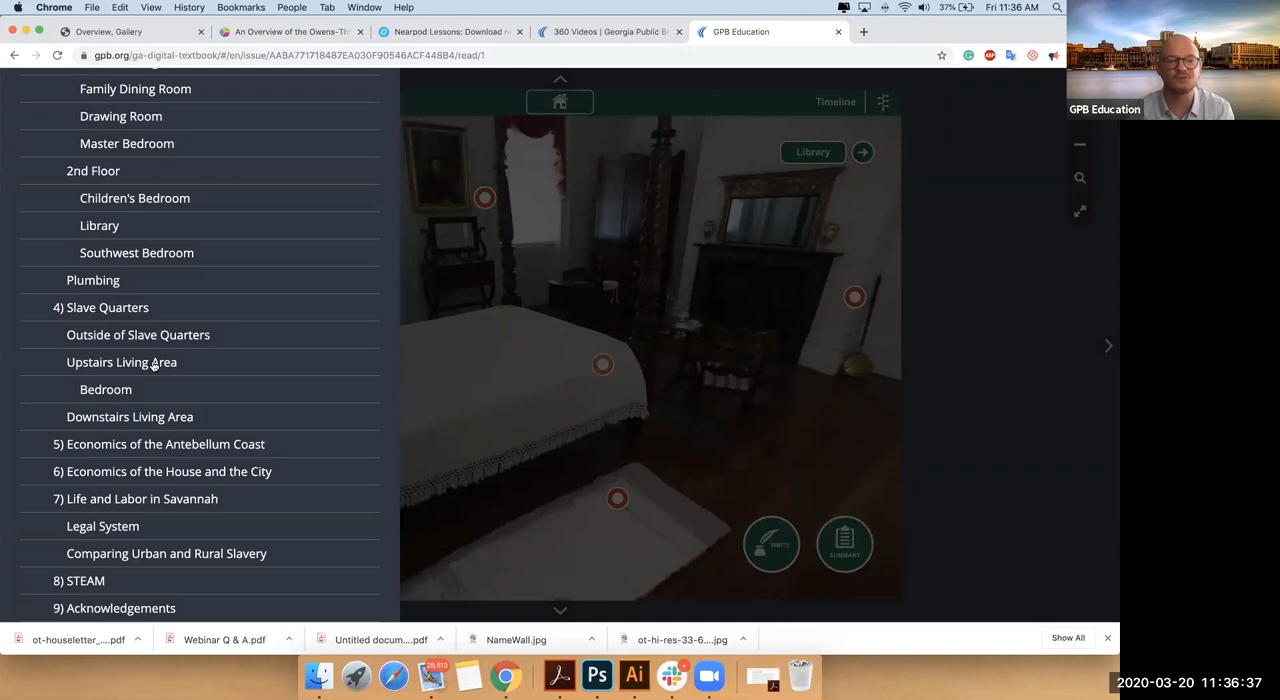 Chrome File Edit View History Bookmarks People Tab Window Help 37% Fri 11:36 AM
Overview, Gallery An Overview of the Owens-Th 360 Videos | Georgia Public Br GPB Education
Nearpod Lessons: Download r
gpb.org/ga-digital-textbook/#/en/issue/AABA771718487EA030F90546ACF448B4/read/1
GPB Education
Family Dining Room
Drawing Room
Master Bedroom
2nd Floor
Children's Bedroom
Library
Southwest Bedroom
Plumbing
4) Slave Quarters
Outside of Slave Quarters
Upstairs Living Area
Bedroom
Downstairs Living Area
5) Economics of the Antebellum Coast
6) Economics of the House and the City
7) Life and Labor in Savannah
Legal System
Comparing Urban and Rural Slavery
8) STEAM
9) Acknowledgements
Timeline
Library
WRITE
SUMMARY
ot-houseletter_....pdf Webinar Q & A.pdf Untitled docum....pdf NameWall.jpg ot-hi-res-33-6....jpg Show All
28,513
Ps Ai
2020-03-20 11:36:37